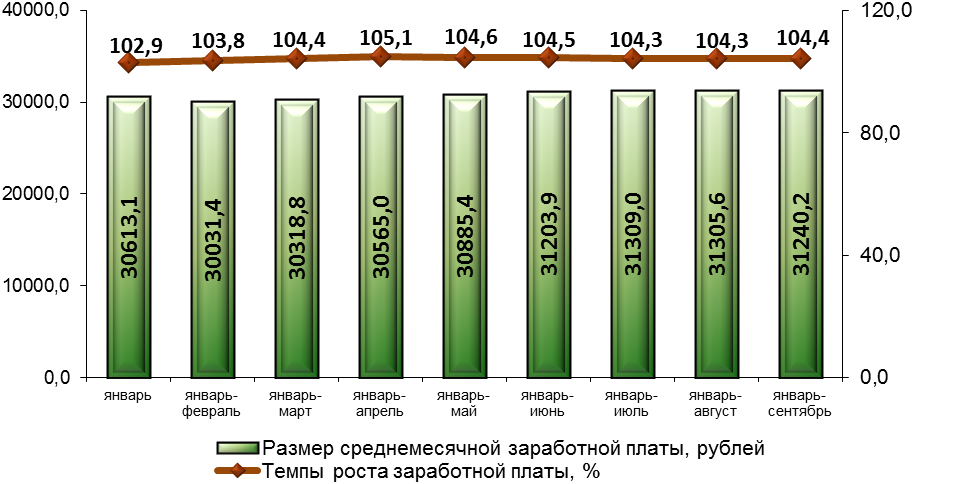 40000,0
30000,0
20000,0
10000,0
0,0
120,0
80,0
40,0
0,0
102,9 103,8 104,4 105,1 104,6 104,5 104,3 104,3 104,4
30613,1
30031,4
30318,8
30565,0
30885,4
31203,9
31309,0
31305,6
31240,2
январь
январь-
февраль
январь-
март
январь-
апрель
январь-
май
январь-
июнь
январь-
июль
январь-
август
январь-
сентябрь
Размер среднемесячной заработной платы, рублей
Темпы роста заработной платы, %